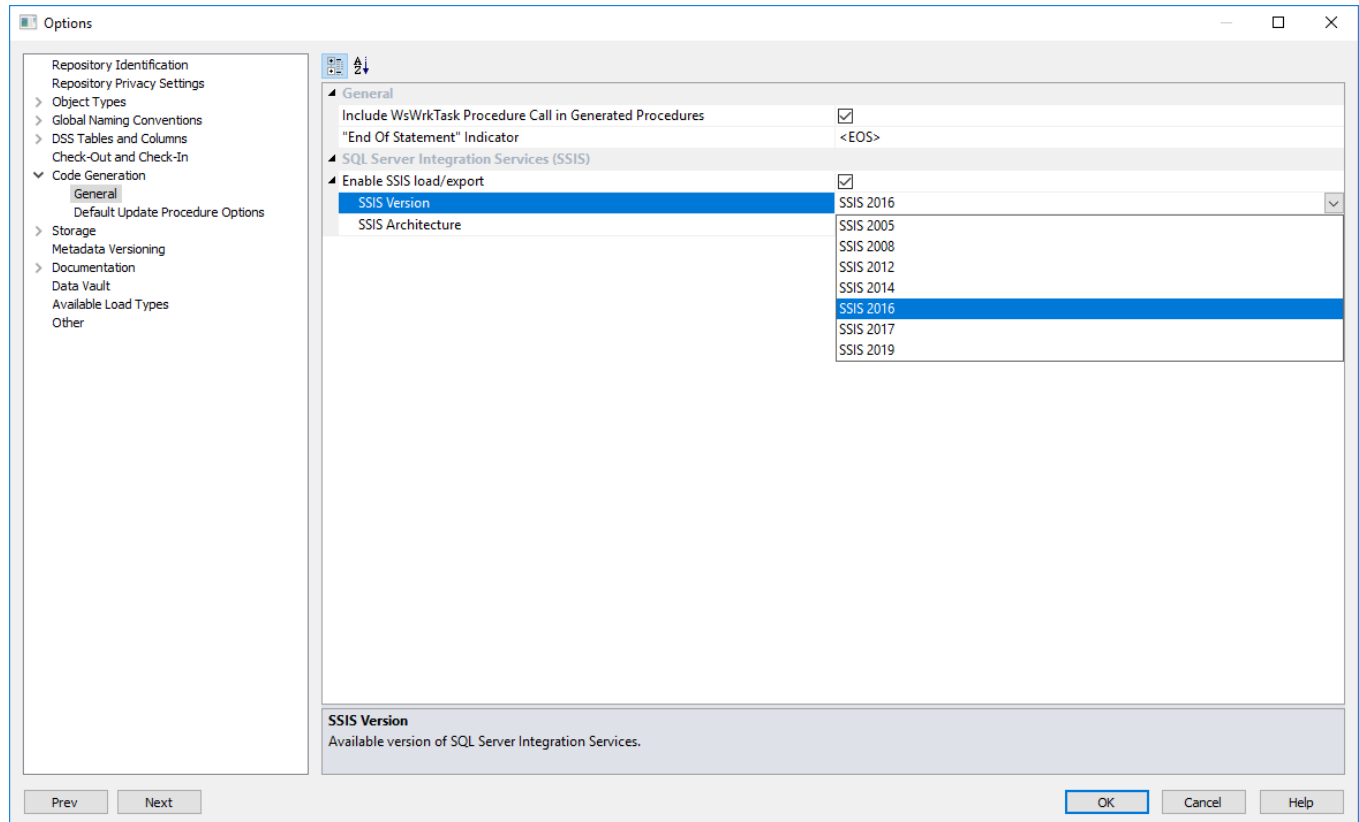 Options
Repository Identification
Repository Privacy Settings
Object Types
Global Naming Conventions
DSS Tables and Columns
Check-Out and Check-In
Code Generation
General
Default Update Procedure Options
Storage
Metadata Versioning
Documentation
Data Vault
Available Load Types
Other
General
Include WsWrkTask Procedure Call in Generated Procedures
"End Of Statement" Indicator <EOS>
SQL Server Integration Services (SSIS)
Enable SSIS load/export
SSIS Version SSIS 2016
SSIS Architecture
SSIS 2005
SSIS 2008
SSIS 2012
SSIS 2014
SSIS 2016
SSIS 2017
SSIS 2019
SSIS Version
Available version of SQL Server Integration Services.
Prev Next OK Cancel Help